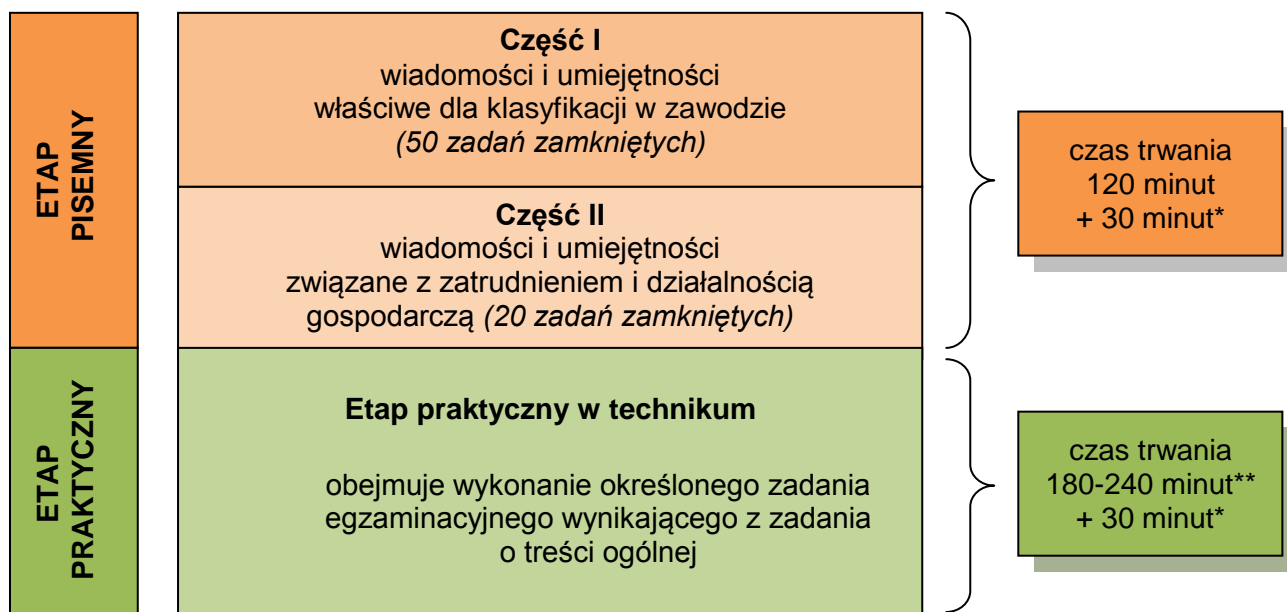 ETAP
PISEMNY
Część I
wiadomości i umiejętności
właściwe dla klasyfikacji w zawodzie
(50 zadań zamkniętych)
Część II
wiadomości i umiejętności
związane z zatrudnieniem i działalnością
gospodarczą (20 zadań zamkniętych)
czas trwania
120 minut
+ 30 minut*
ETAP
PRAKTYCZNY
Etap praktyczny w technikum
obejmuje wykonanie określonego zadania
egzaminacyjnego wynikającego z zadania
o treści ogólnej
czas trwania
180-240 minut**
+ 30 minut*